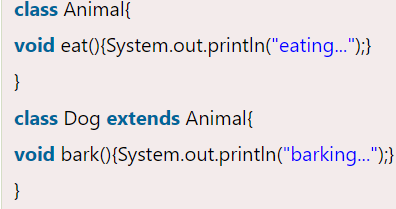 class Animal{
void eat(){System.out.println("eating...");}
}
class Dog extends Animal{
void bark(){System.out.println("barking...");}
}